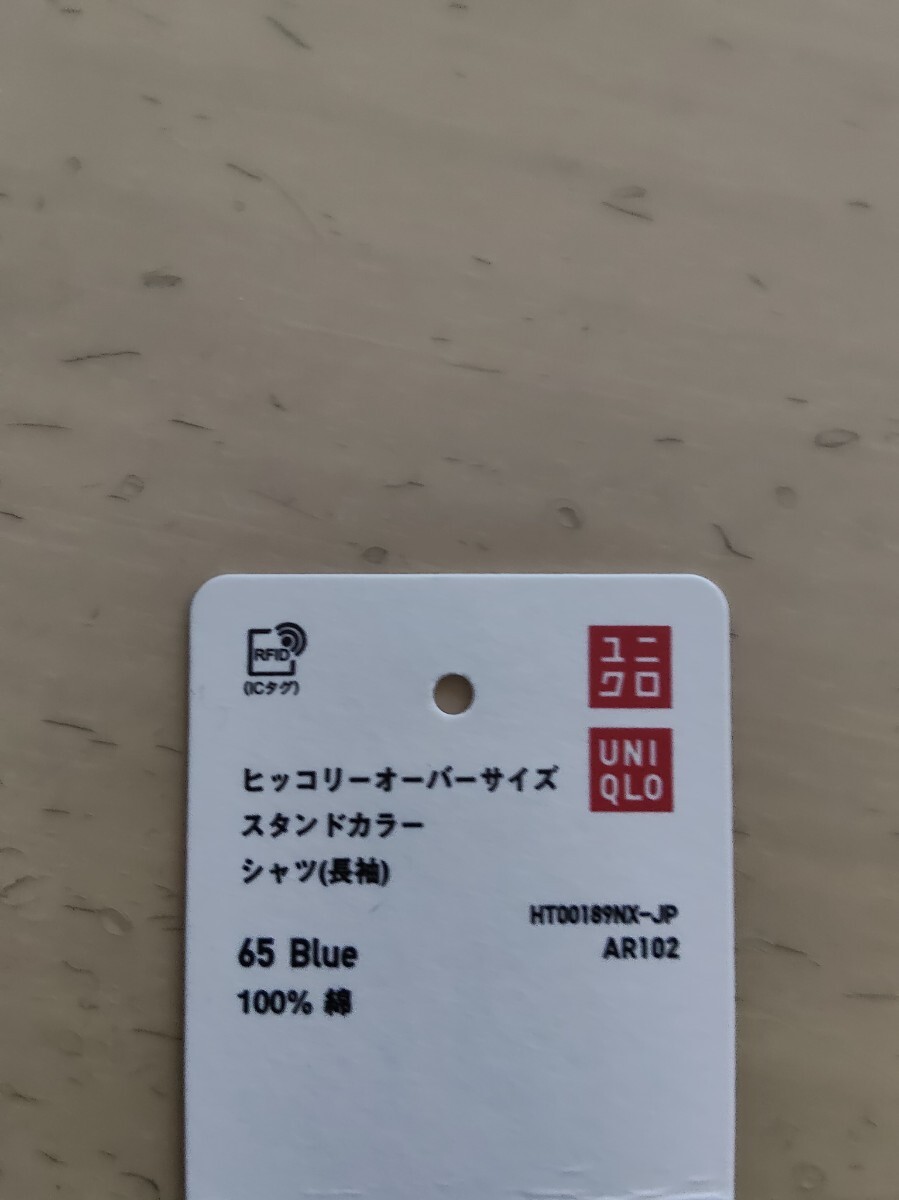 RFID
(ICタグ)
ユニ
クロ
UNI
QLO
ヒッコリーオーバーサイズ
スタンドカラー
シャツ(長袖)
HT00189NX-JP
AR102
65 Blue
100% 綿